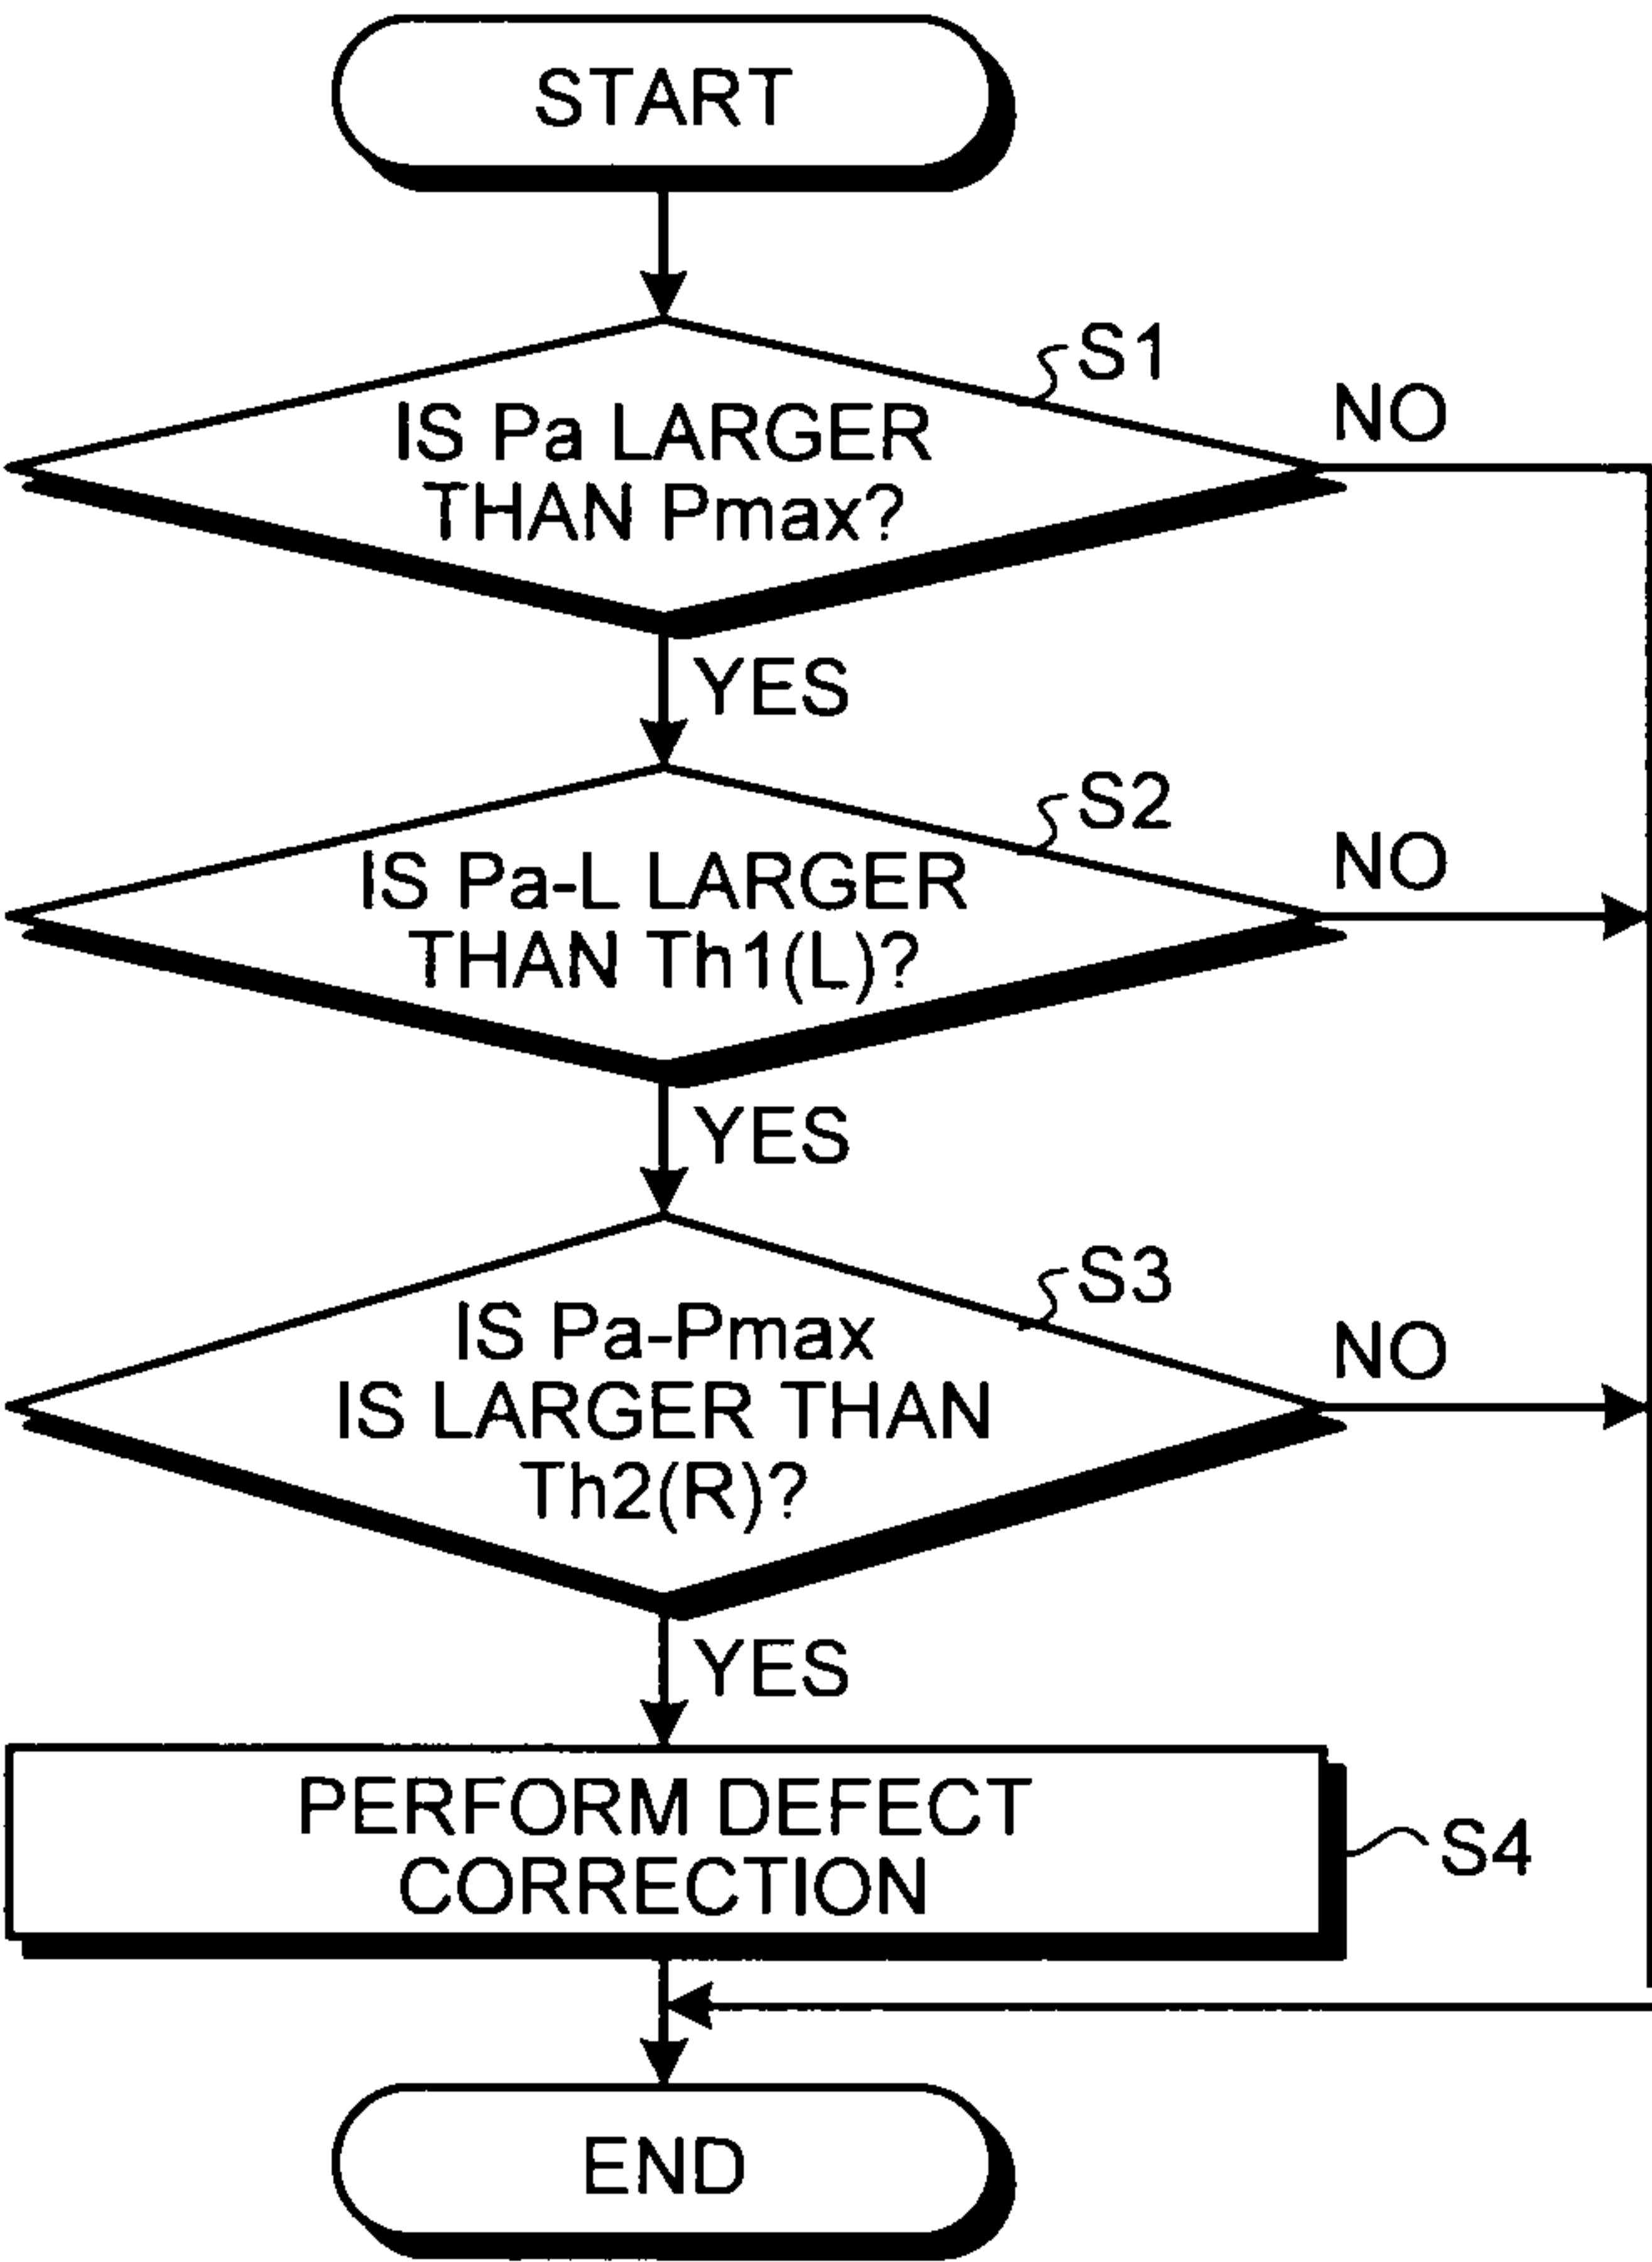 START
S1
NO
IS Pa LARGER
THAN Pmax?
YES
S2
NO
IS Pa-L LARGER
THAN Th1(L)?
YES
S3
IS Pa-Pmax
NO
IS LARGER THAN
Th2(R)?
YES
PERFORM DEFECT
CORRECTION
S4
END